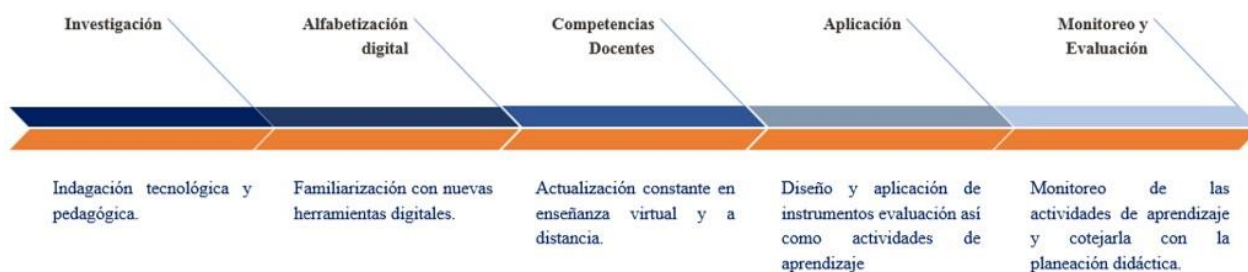 Investigación
Alfabetización
digital
Competencias
Docentes
Aplicación
Monitoreo y
Evaluación
Indagación tecnológica y
pedagógica.
Familiarización con nuevas
herramientas digitales.
Actualización constante en
enseñanza virtual y a
distancia.
Diseño y aplicación de
instrumentos evaluación así
como actividades de
aprendizaje
Monitoreo de las
actividades de aprendizaje
y cotejarla con la
planeación didáctica.